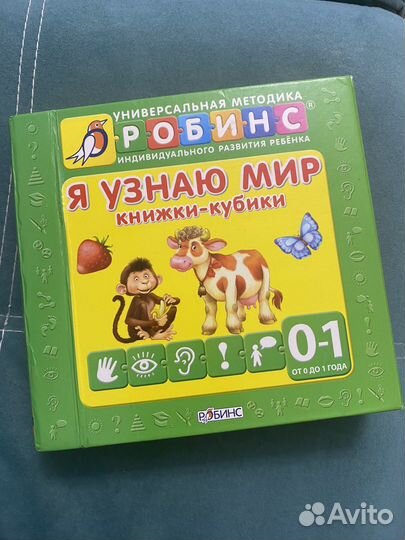 УНИВЕРСАЛЬНАЯ МЕТОДИКА
РОБИНС®
ИНДИВИДУАЛЬНОГО РАЗВИТИЯ РЕБЁНКА
Я УЗНАЮ МИР
КНИЖКИ-КУБИКИ
!
0-1
ОТ 0 ДО 1 ГОДА
РОБИНС
Avito